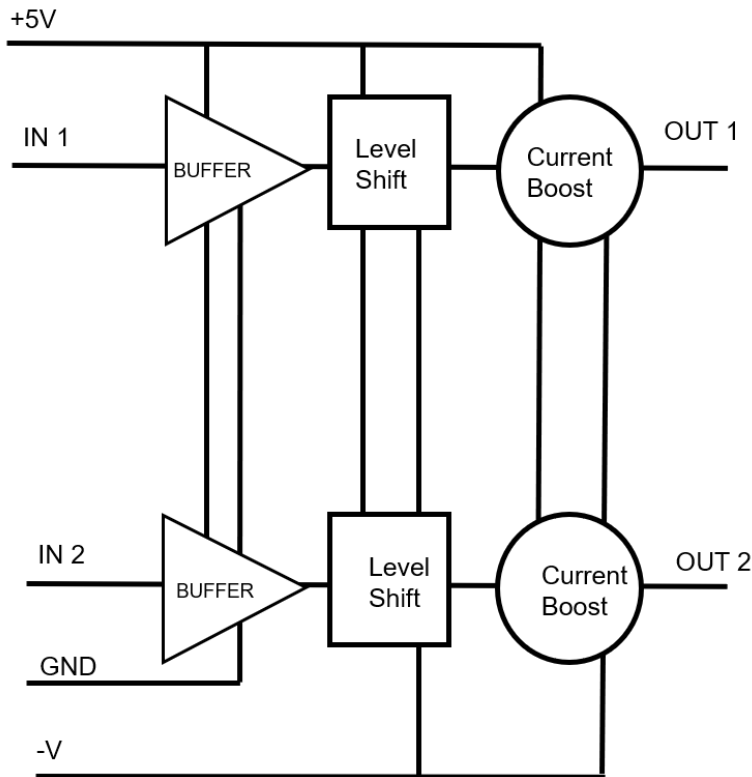 +5V
IN 1
BUFFER
Level
Shift
Current
Boost
OUT 1
IN 2
BUFFER
Level
Shift
Current
Boost
OUT 2
GND
-V